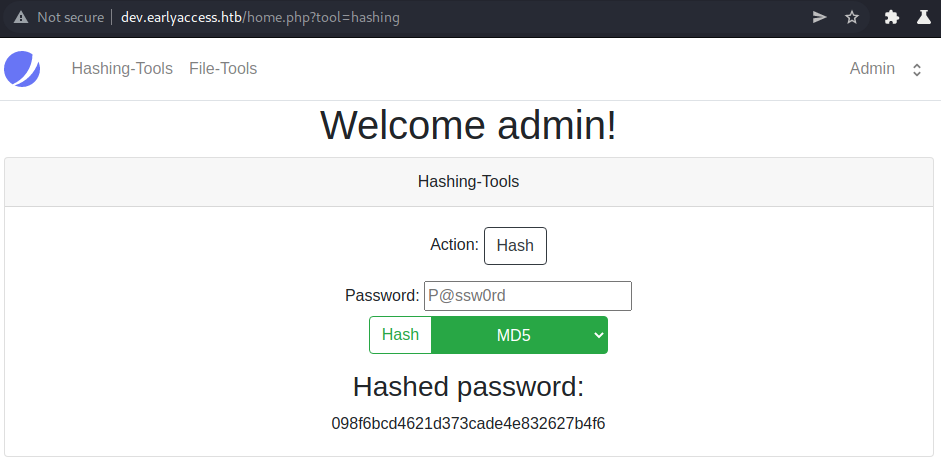 Not secure | dev.earlyaccess.htb/home.php?tool=hashing
Hashing-Tools File-Tools Admin
Welcome admin!
Hashing-Tools
Action: Hash
Password: P@ssw0rd
Hash MD5
Hashed password:
098f6bcd4621d373cade4e832627b4f6